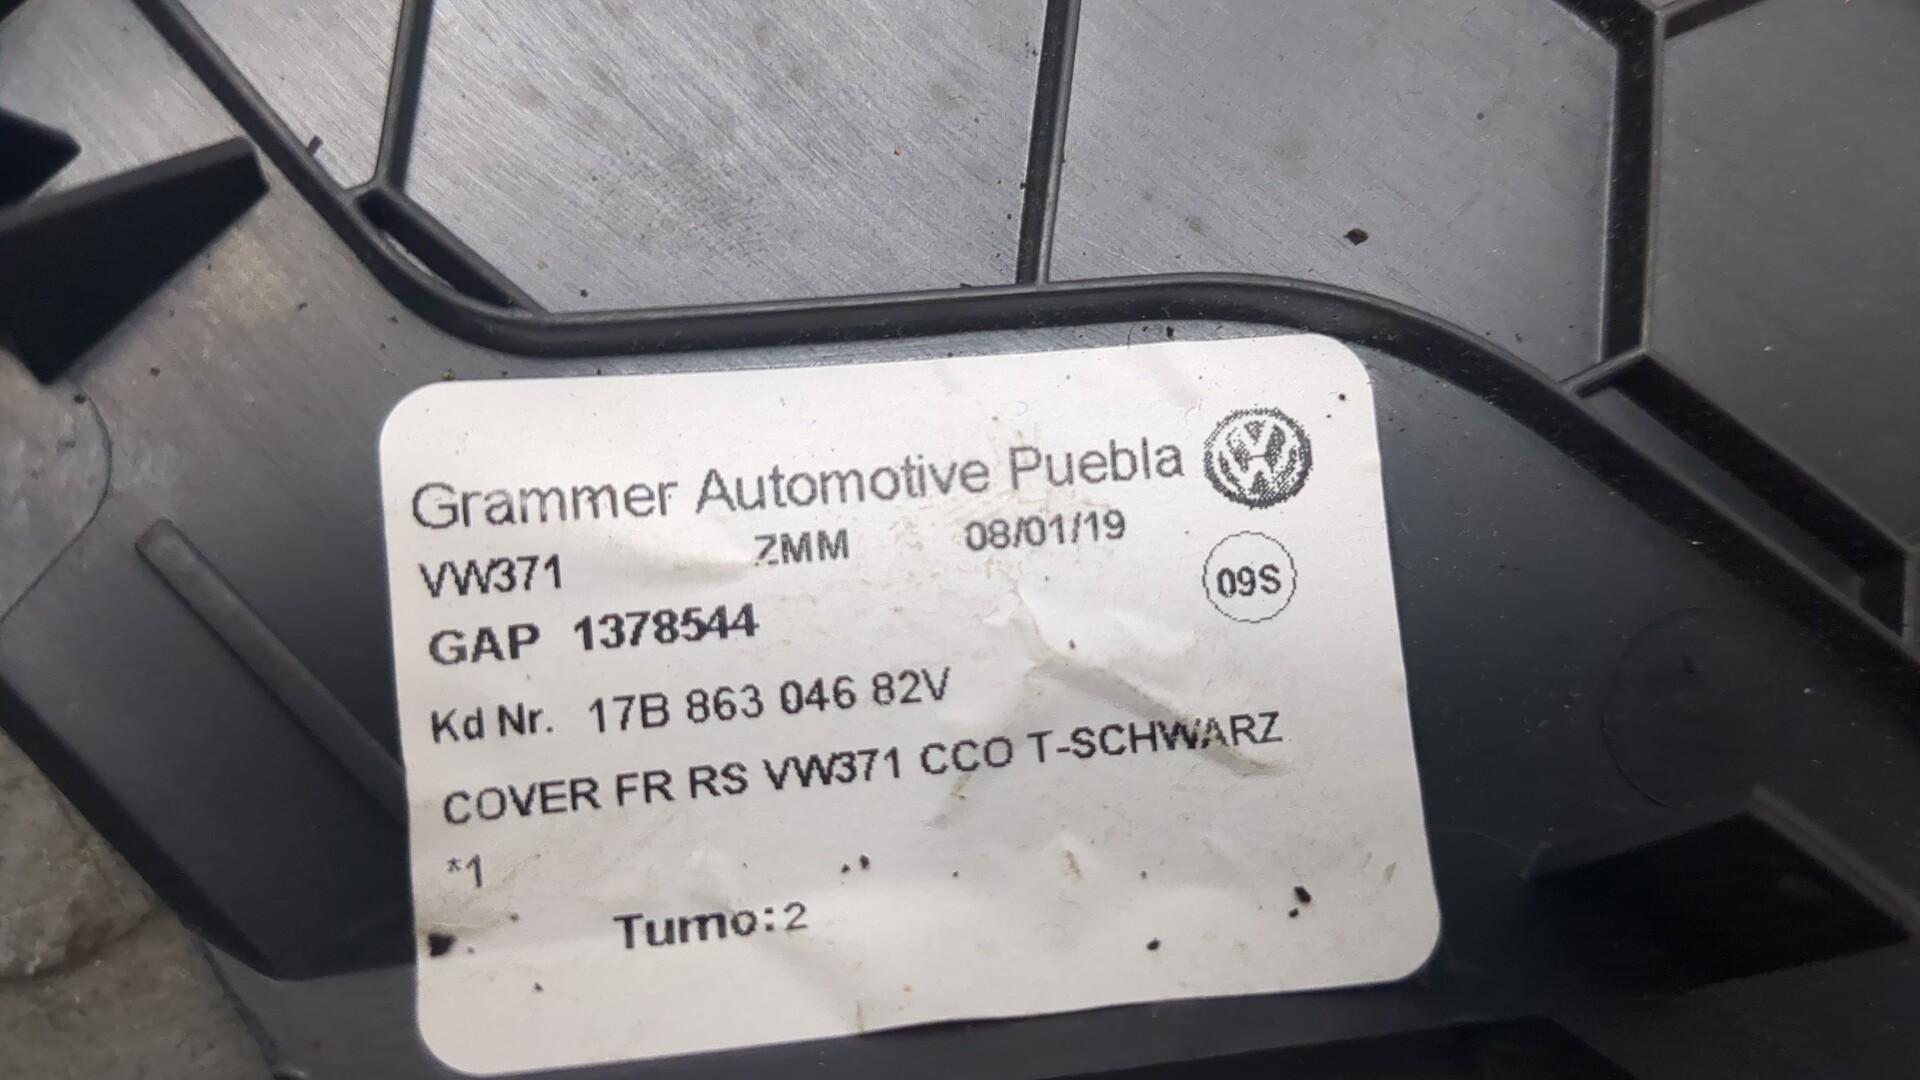 Grammer Automotive Puebla
VW371 ZMM 08/01/19
09S
GAP 1378544
Kd Nr. 17B 863 046 82V
COVER FR RS VW371 CCO T-SCHWARZ
*1
Turno:2